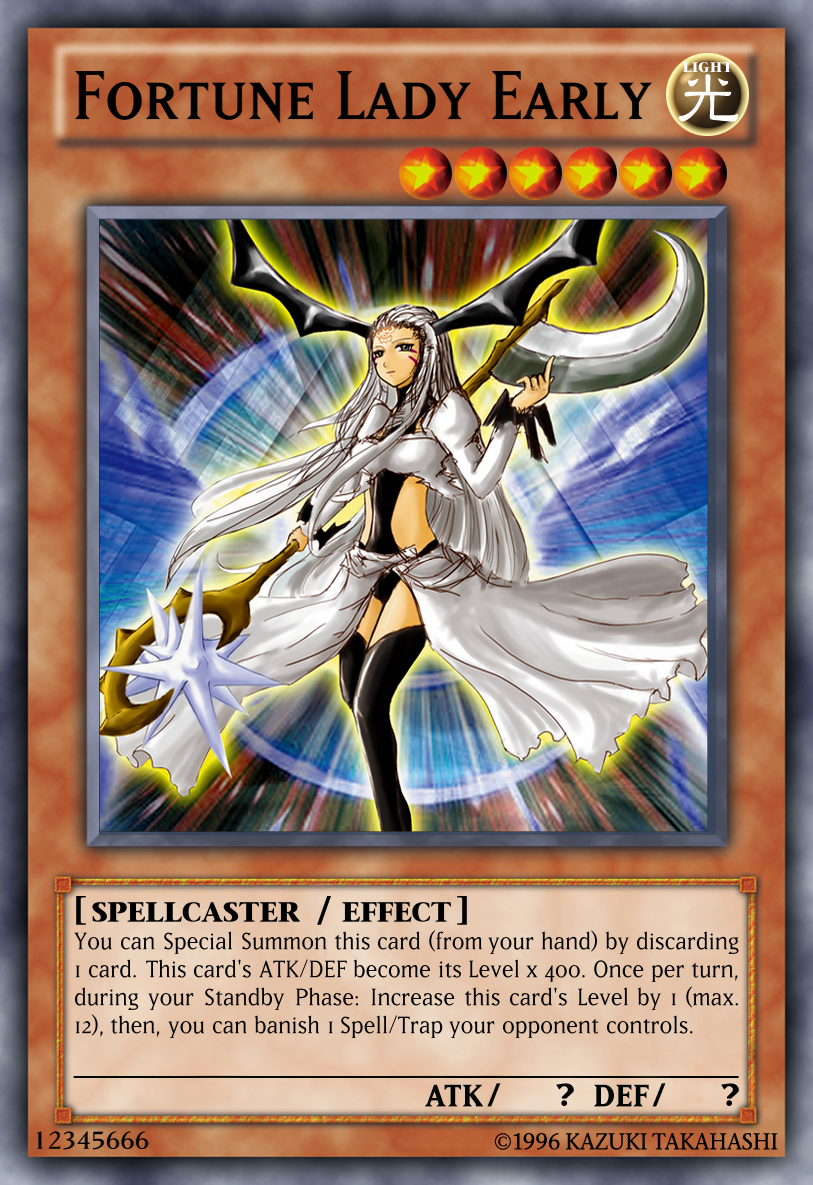 Fortune Lady Early
LIGHT
光
[ SPELLCASTER / EFFECT ]
You can Special Summon this card (from your hand) by discarding
1 card. This card's ATK/DEF become its Level x 400. Once per turn,
during your Standby Phase: Increase this card's Level by 1 (max.
12), then, you can banish 1 Spell/Trap your opponent controls.
ATK/ ? DEF/ ?
12345666 ©1996 KAZUKI TAKAHASHI